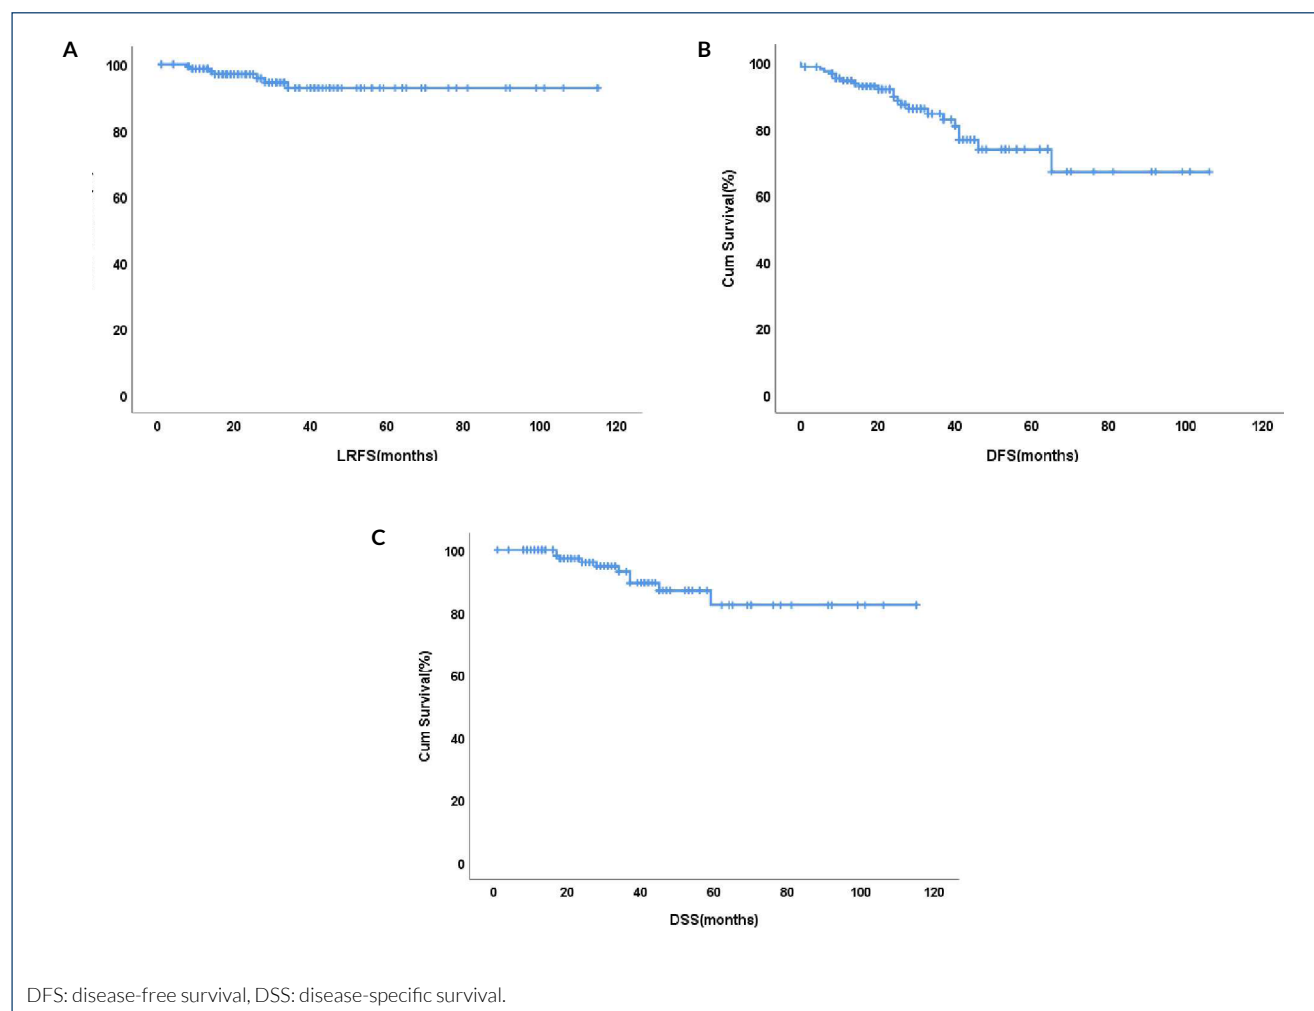 A
100
80
60
40
20
0
0 20 40 60 80 100 120
LRFS(months)
B
Cum Survival(%)
100
80
60
40
20
0
0 20 40 60 80 100 120
DFS(months)
C
Cum Survival(%)
100
80
60
40
20
0
0 20 40 60 80 100 120
DSS(months)
DFS: disease-free survival, DSS: disease-specific survival.